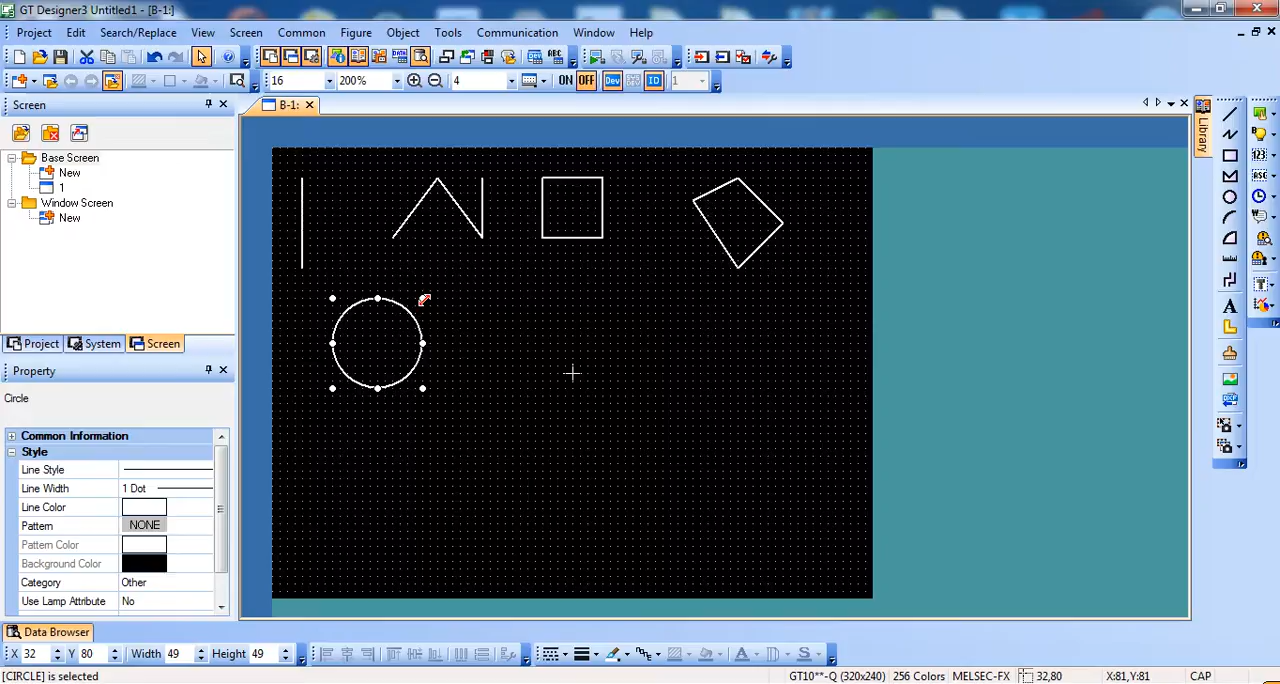 GT Designer3 Untitled1 - [B-1:]
Project Edit Search/Replace View Screen Common Figure Object Tools Communication Window Help
16 200% 4 ON OFF Dev ID 1
Screen
B-1:
Library
Base Screen
New
1
Window Screen
New
Project System Screen
Property
Circle
Common Information
Style
Line Style
Line Width 1 Dot
Line Color
Pattern NONE
Pattern Color
Background Color
Category Other
Use Lamp Attribute No
Data Browser
X 32 Y 80 Width 49 Height 49
[CIRCLE] is selected GT10**-Q (320x240) 256 Colors MELSEC-FX 32,80 X:81,Y:81 CAP